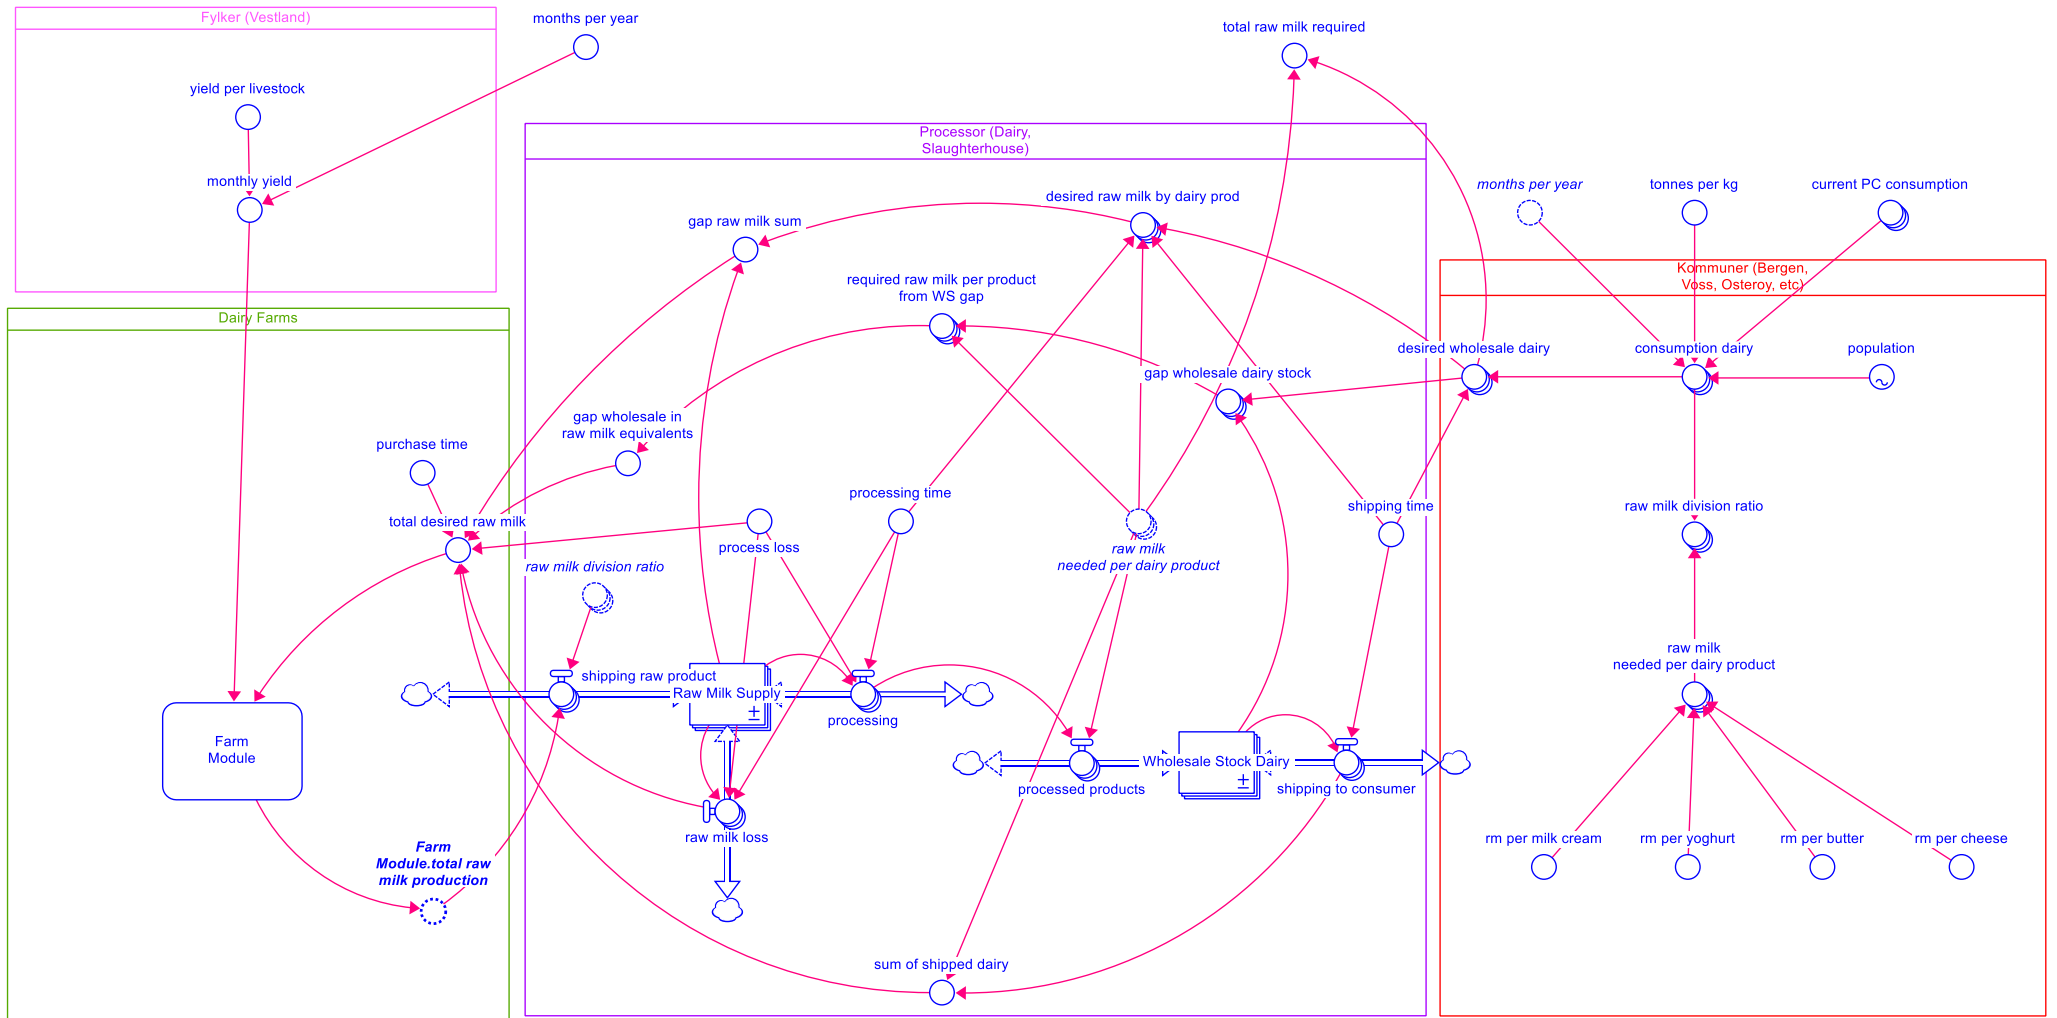 Fylker (Vestland)
months per year
total raw milk required
yield per livestock
Processor (Dairy,
Slaughterhouse)
monthly yield
desired raw milk by dairy prod
months per year
tonnes per kg
current PC consumption
gap raw milk sum
required raw milk per product
from WS gap
Kommuner (Bergen,
Voss, Osteroy, etc)
Dairy Farms
desired wholesale dairy
consumption dairy
population
gap wholesale dairy stock
gap wholesale in
raw milk equivalents
purchase time
processing time
total desired raw milk
shipping time
raw milk division ratio
process loss
raw milk
needed per dairy product
raw milk division ratio
raw milk
needed per dairy product
shipping raw product
Raw Milk Supply
±
processing
Farm
Module
Wholesale Stock Dairy
±
processed products
shipping to consumer
raw milk loss
rm per milk cream
rm per yoghurt
rm per butter
rm per cheese
Farm
Module.total raw
milk production
sum of shipped dairy